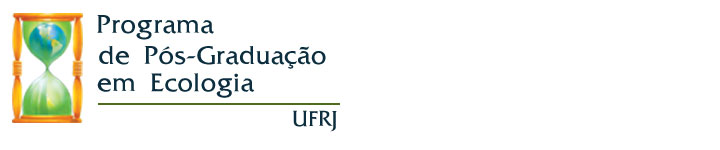 Programa
de Pós-Graduação
em Ecologia
UFRJ